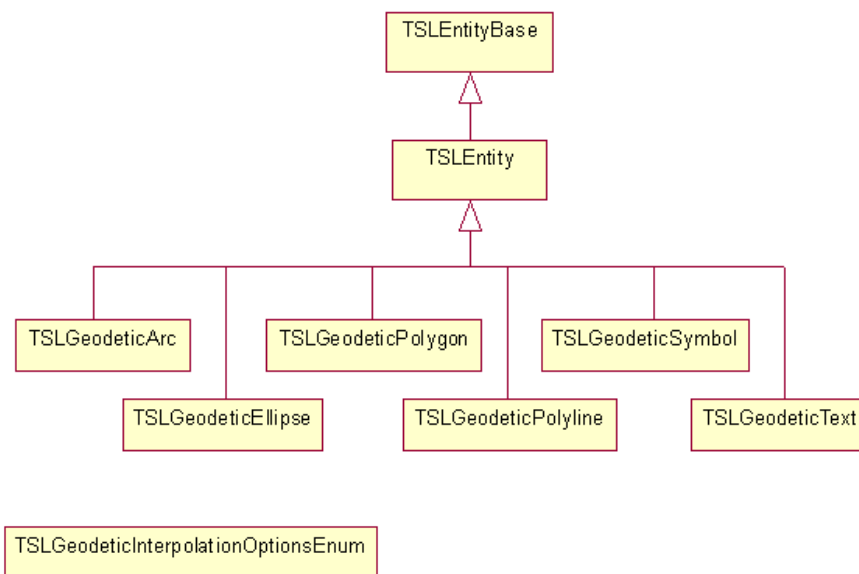 TSLEntityBase
TSLEntity
TSLGeodeticArc
TSLGeodeticPolygon
TSLGeodeticSymbol
TSLGeodeticEllipse
TSLGeodeticPolyline
TSLGeodeticText
TSLGeodeticInterpolationOptionsEnum